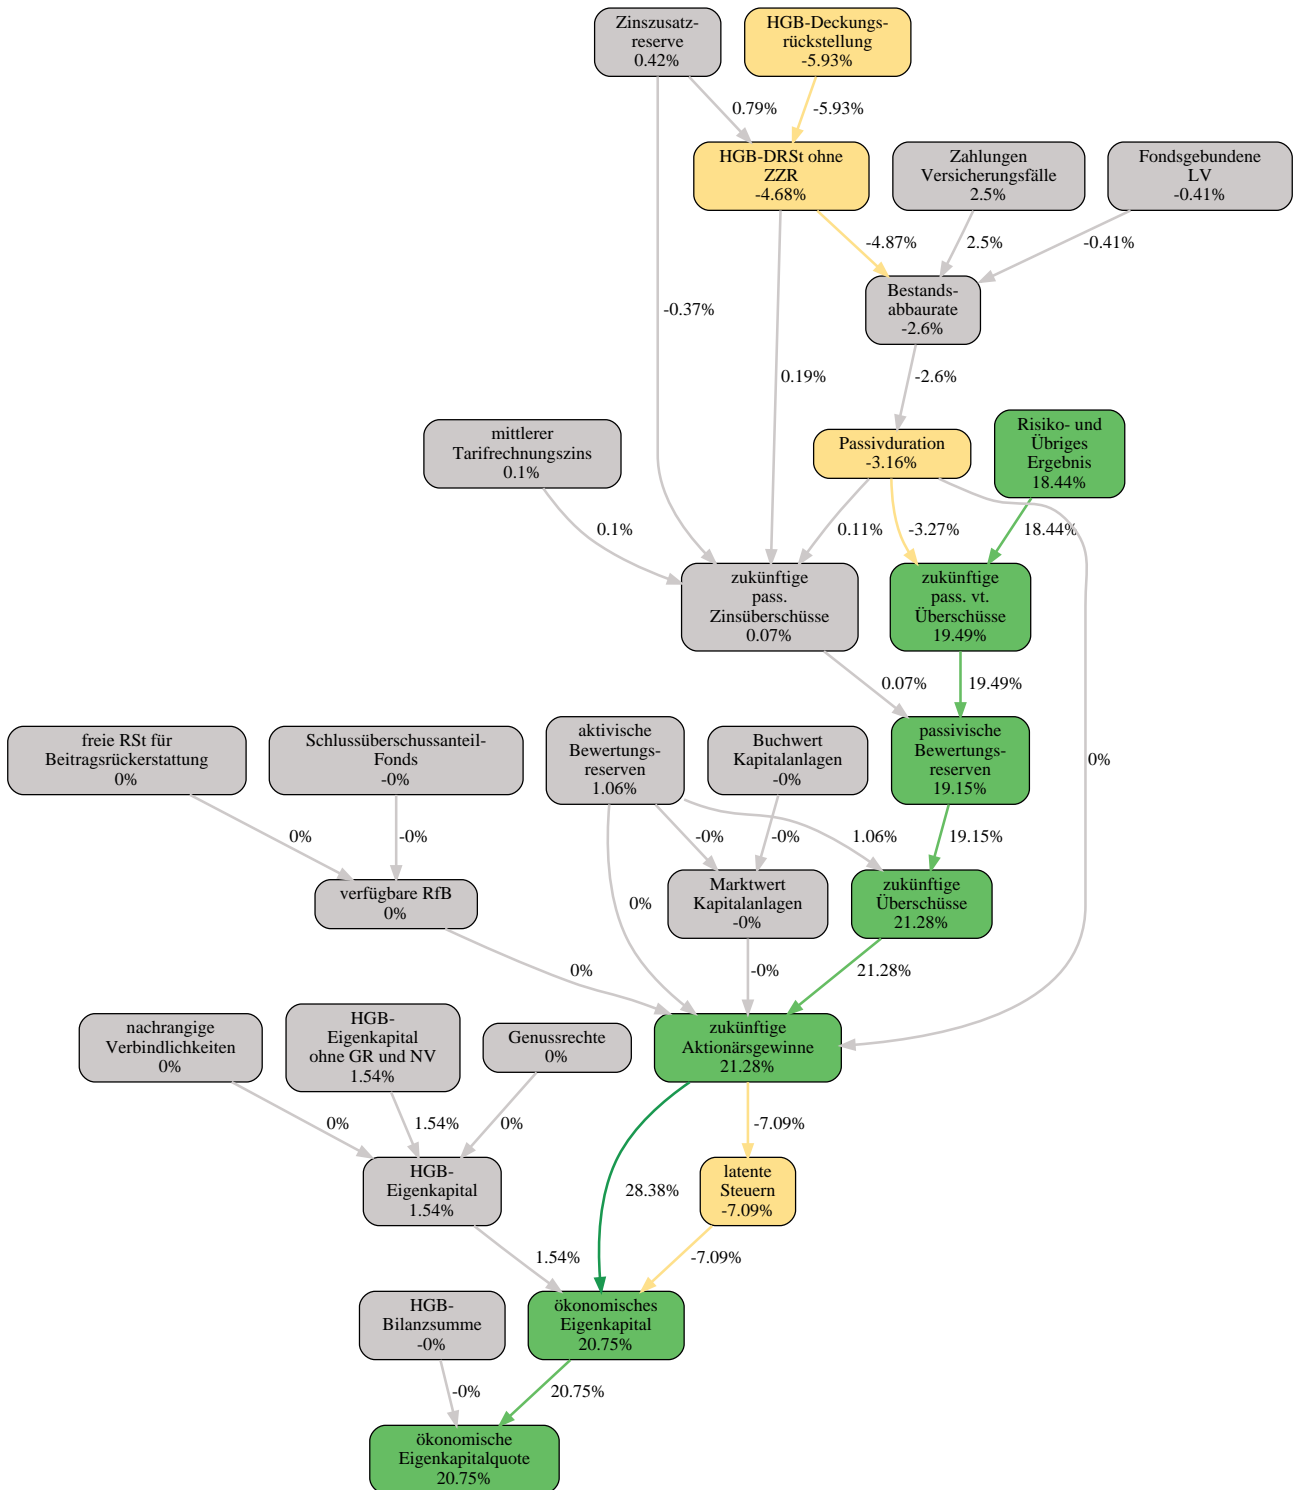 Zinszusatz-
reserve
0.42%
HGB-Deckungs-
rückstellung
-5.93%
0.79%
-5.93%
HGB-DRSt ohne
ZZR
-4.68%
Zahlungen
Versicherungsfälle
2.5%
Fondsgebundene
LV
-0.41%
-4.87%
2.5%
-0.41%
Bestands-
abbaurate
-2.6%
-0.37%
0.19%
-2.6%
mittlerer
Tarifrechnungszins
0.1%
Passivduration
-3.16%
Risiko- und
Übriges
Ergebnis
18.44%
0.1%
0.11%
-3.27%
18.44%
zukünftige
pass.
Zinsüberschüsse
0.07%
zukünftige
pass. vt.
Überschüsse
19.49%
0.07%
19.49%
freie RSt für
Beitragsrückerstattung
0%
Schlussüberschussanteil-
Fonds
-0%
aktivische
Bewertungs-
reserven
1.06%
Buchwert
Kapitalanlagen
-0%
passivische
Bewertungs-
reserven
19.15%
0%
0%
-0%
-0%
-0%
1.06%
19.15%
verfügbare RfB
0%
0%
Marktwert
Kapitalanlagen
-0%
zukünftige
Überschüsse
21.28%
0%
-0%
21.28%
nachrangige
Verbindlichkeiten
0%
HGB-
Eigenkapital
ohne GR und NV
1.54%
Genussrechte
0%
zukünftige
Aktionärsgewinne
21.28%
0%
1.54%
0%
-7.09%
HGB-
Eigenkapital
1.54%
28.38%
latente
Steuern
-7.09%
1.54%
-7.09%
HGB-
Bilanzsumme
-0%
ökonomisches
Eigenkapital
20.75%
-0%
20.75%
ökonomische
Eigenkapitalquote
20.75%